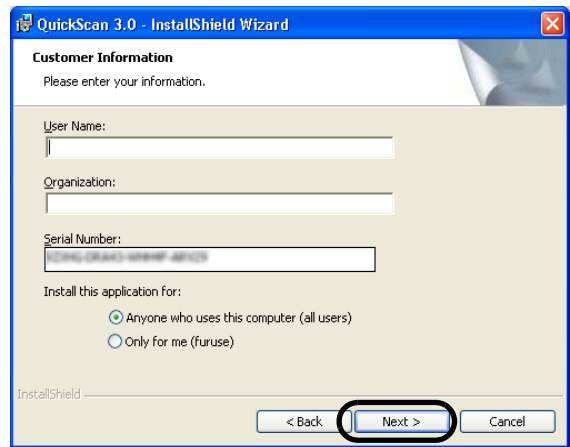 QuickScan 3.0 - InstallShield Wizard
Customer Information
Please enter your information.
User Name:
Organization:
Serial Number:
Install this application for:
Anyone who uses this computer (all users)
Only for me (furuse)
InstallShield
< Back Next > Cancel